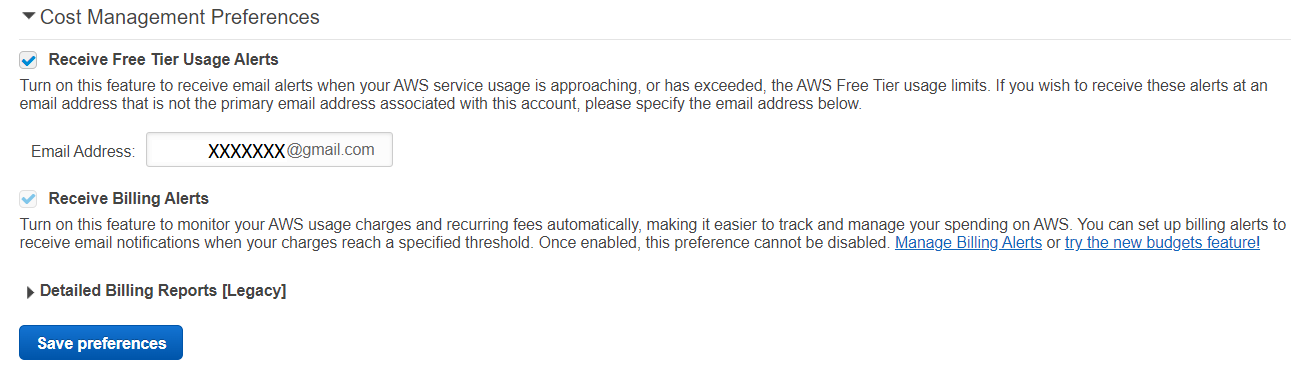 Cost Management Preferences
Receive Free Tier Usage Alerts
Turn on this feature to receive email alerts when your AWS service usage is approaching, or has exceeded, the AWS Free Tier usage limits. If you wish to receive these alerts at an
email address that is not the primary email address associated with this account, please specify the email address below.
Email Address: XXXXXXX@gmail.com
Receive Billing Alerts
Turn on this feature to monitor your AWS usage charges and recurring fees automatically, making it easier to track and manage your spending on AWS. You can set up billing alerts to
receive email notifications when your charges reach a specified threshold. Once enabled, this preference cannot be disabled. Manage Billing Alerts or try the new budgets feature!
Detailed Billing Reports [Legacy]
Save preferences